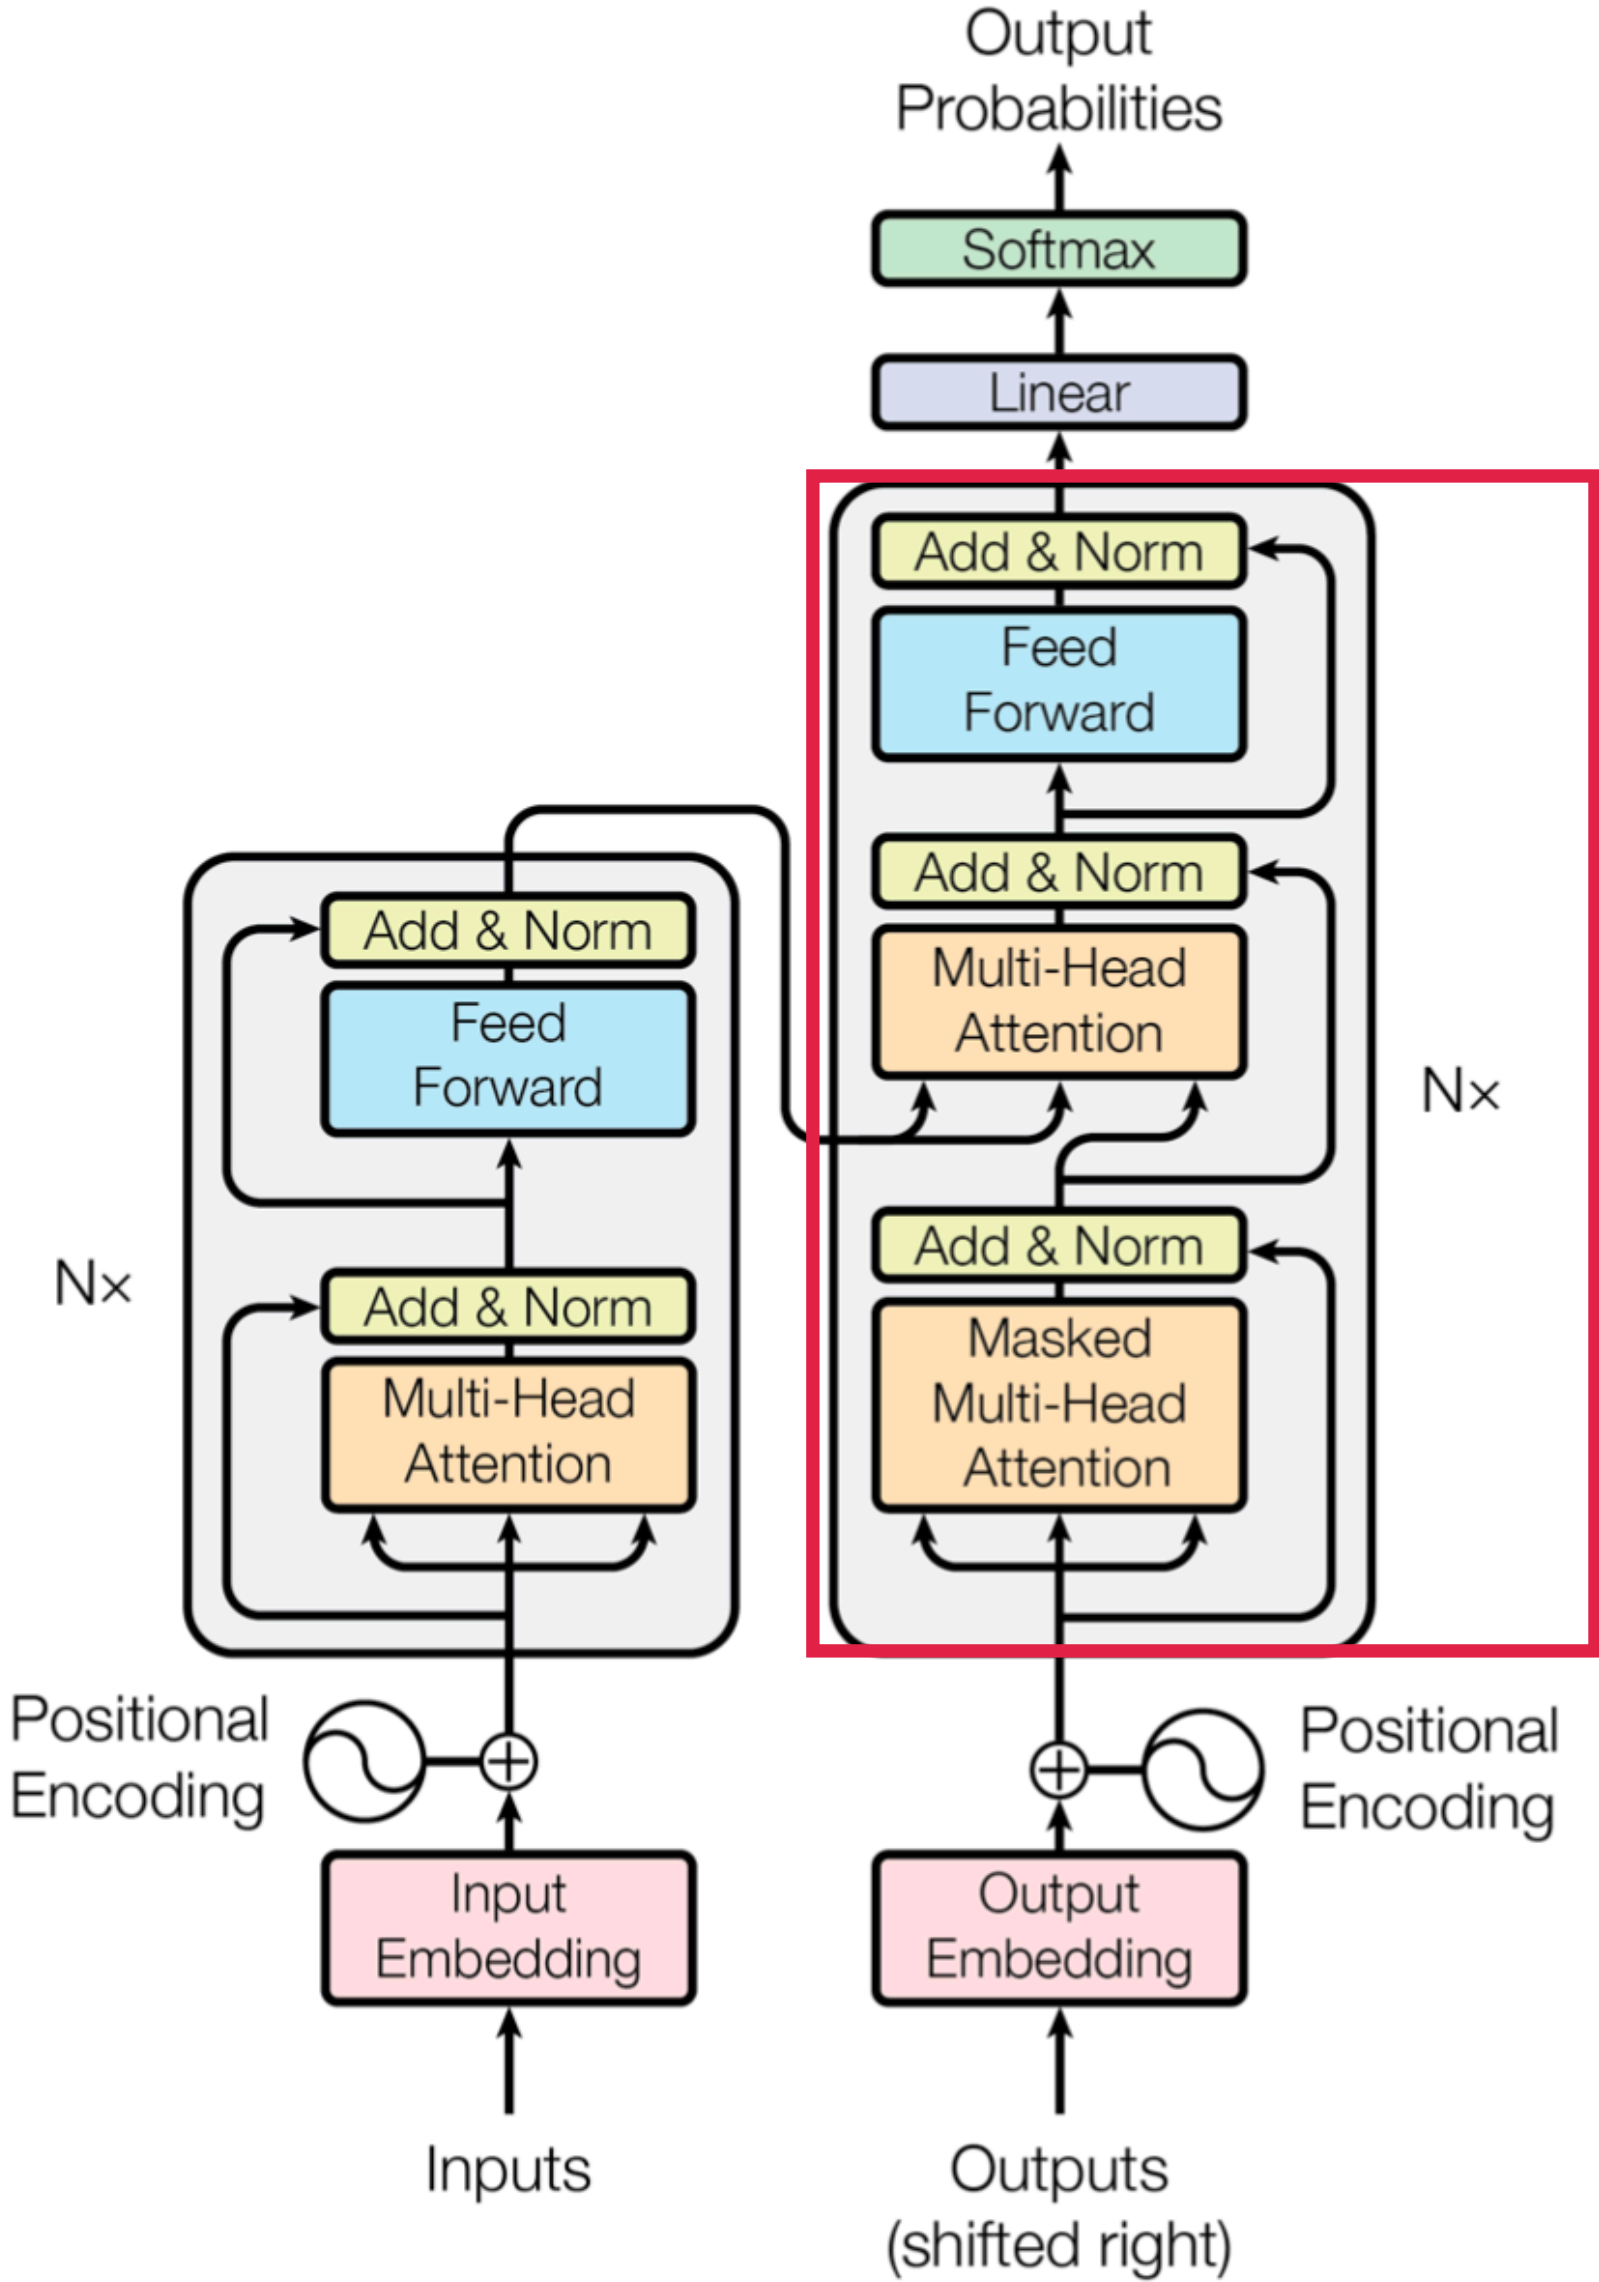 Output
Probabilities
Softmax
Linear
Add & Norm
Feed
Forward
Add & Norm
Multi-Head
Attention
N×
Add & Norm
Masked
Multi-Head
Attention
Add & Norm
Feed
Forward
N×
Add & Norm
Multi-Head
Attention
Positional
Encoding
Positional
Encoding
Input
Embedding
Output
Embedding
Inputs
Outputs
(shifted right)